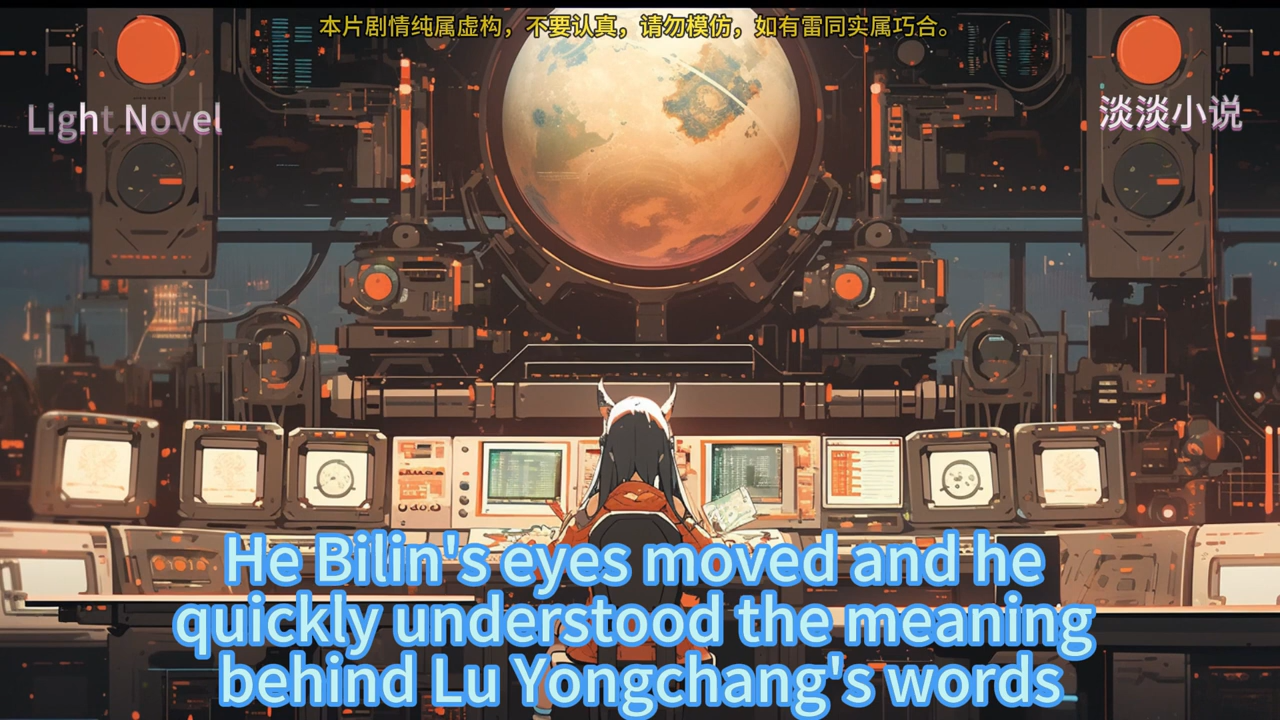 本片剧情纯属虚构，不要认真，请勿模仿，如有雷同实属巧合。
Light Novel
淡淡小说
He Bilin's eyes moved and he
quickly understood the meaning
behind Lu Yongchang's words